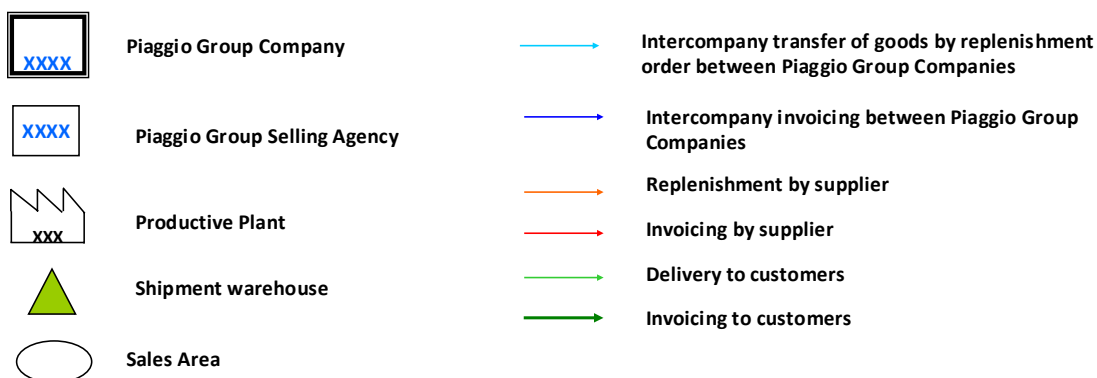 XXXX
Piaggio Group Company
XXXX
Piaggio Group Selling Agency
XXX
Productive Plant
Shipment warehouse
Sales Area
Intercompany transfer of goods by replenishment
order between Piaggio Group Companies
Intercompany invoicing between Piaggio Group
Companies
Replenishment by supplier
Invoicing by supplier
Delivery to customers
Invoicing to customers